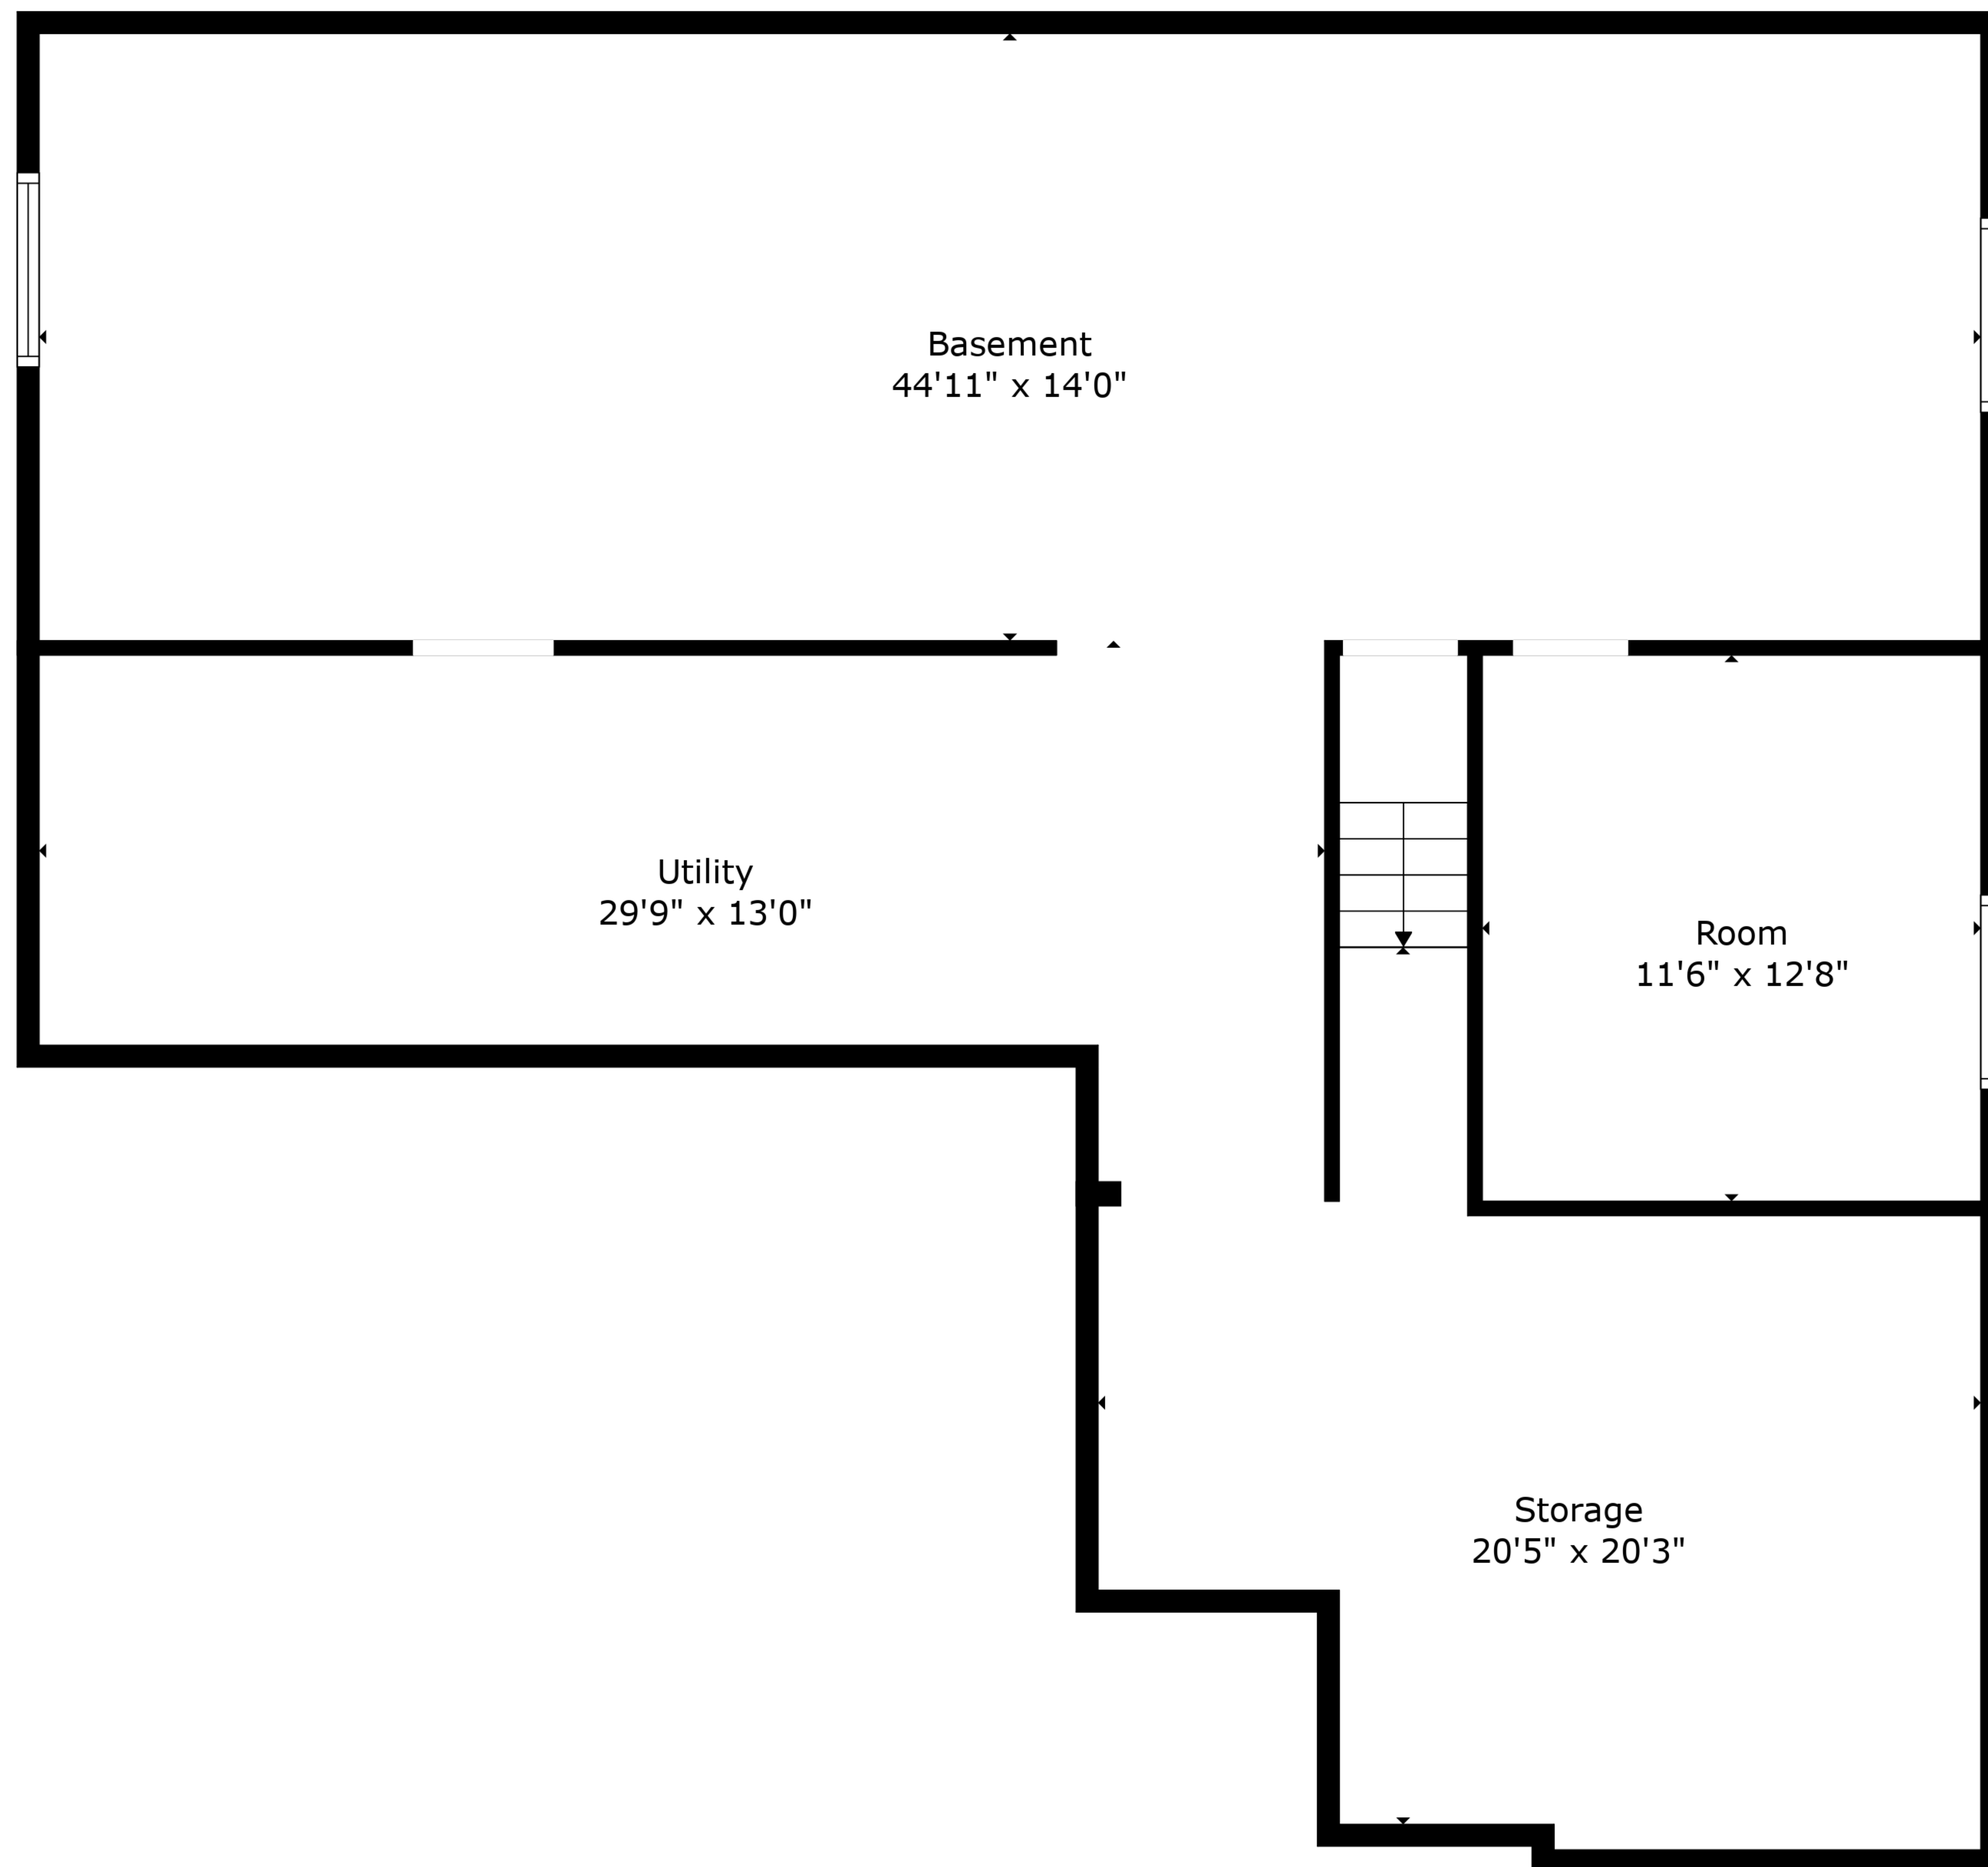 Basement
44'11" x 14'0"
Utility
29'9" x 13'0"
Room
11'6" x 12'8"
Storage
20'5" x 20'3"